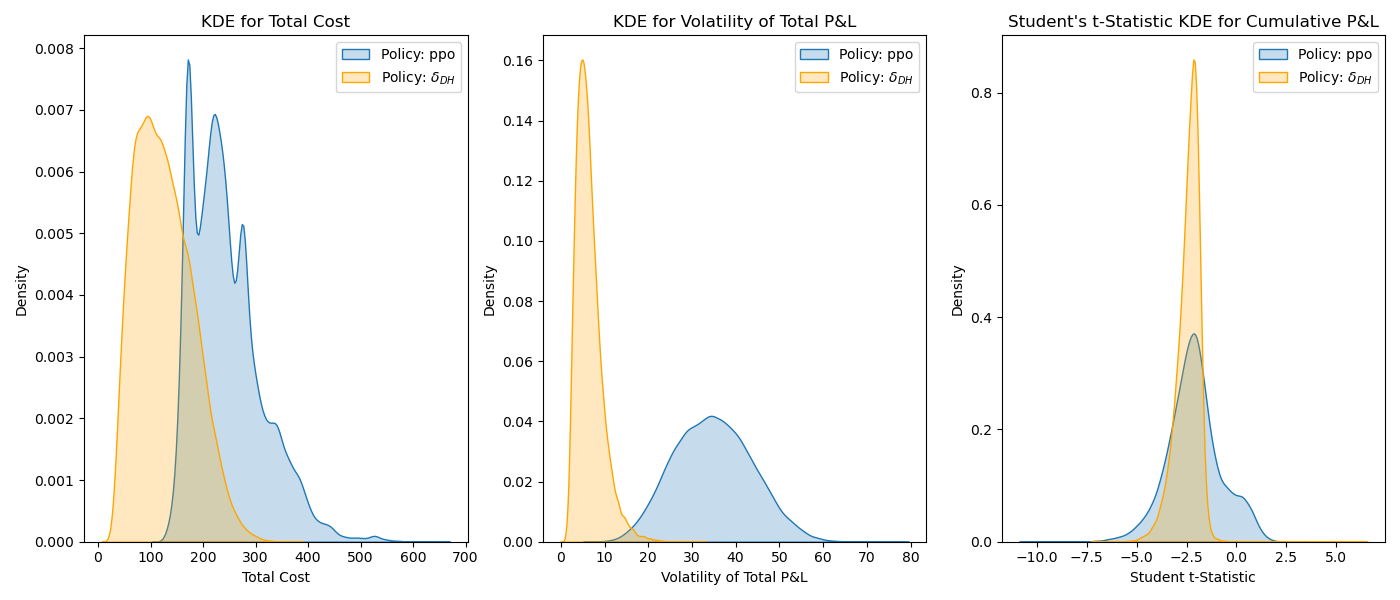 KDE for Total Cost
Policy: ppo
Policy: δ_DH
0.008
0.007
0.006
0.005
0.004
0.003
0.002
0.001
0.000
Density
0 100 200 300 400 500 600 700
Total Cost
KDE for Volatility of Total P&L
Policy: ppo
Policy: δ_DH
0.16
0.14
0.12
0.10
0.08
0.06
0.04
0.02
0.00
Density
0 10 20 30 40 50 60 70 80
Volatility of Total P&L
Student's t-Statistic KDE for Cumulative P&L
Policy: ppo
Policy: δ_DH
0.8
0.6
0.4
0.2
0.0
Density
−10.0 −7.5 −5.0 −2.5 0.0 2.5 5.0
Student t-Statistic